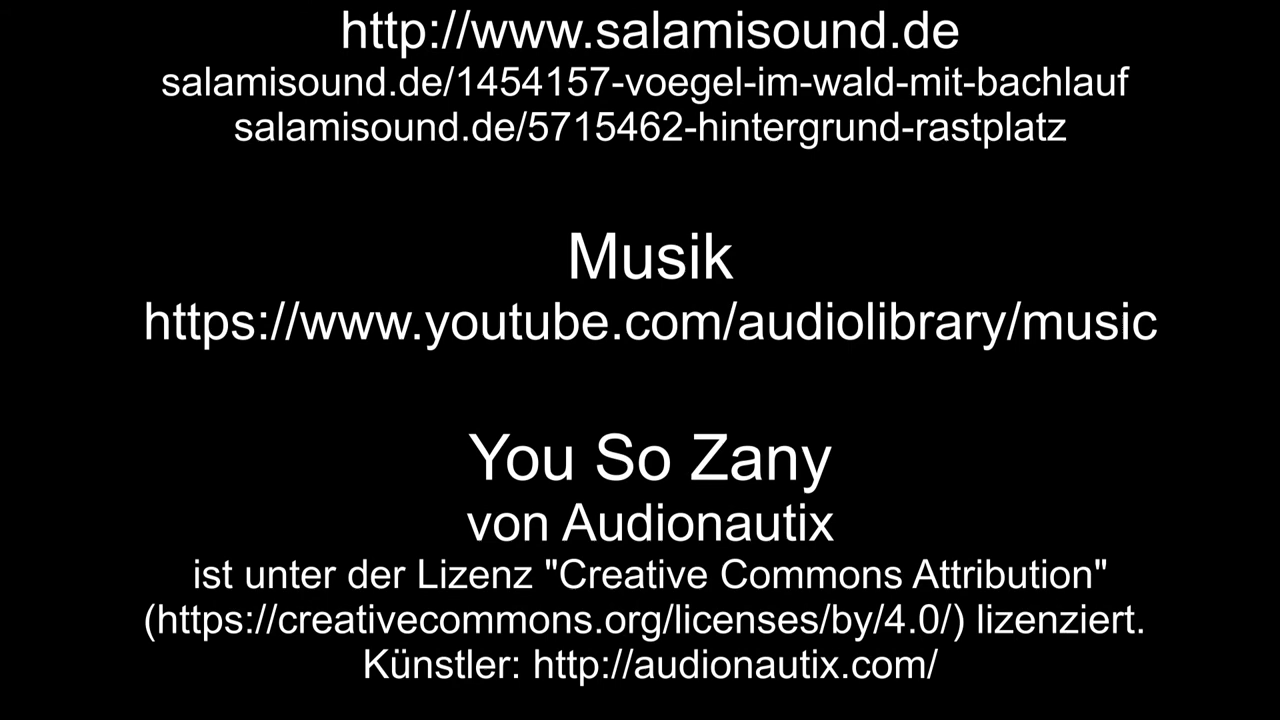 http://www.salamisound.de
salamisound.de/1454157-voegel-im-wald-mit-bachlauf
salamisound.de/5715462-hintergrund-rastplatz
Musik
https://www.youtube.com/audiolibrary/music
You So Zany
von Audionautix
ist unter der Lizenz "Creative Commons Attribution"
(https://creativecommons.org/licenses/by/4.0/) lizenziert.
Künstler: http://audionautix.com/